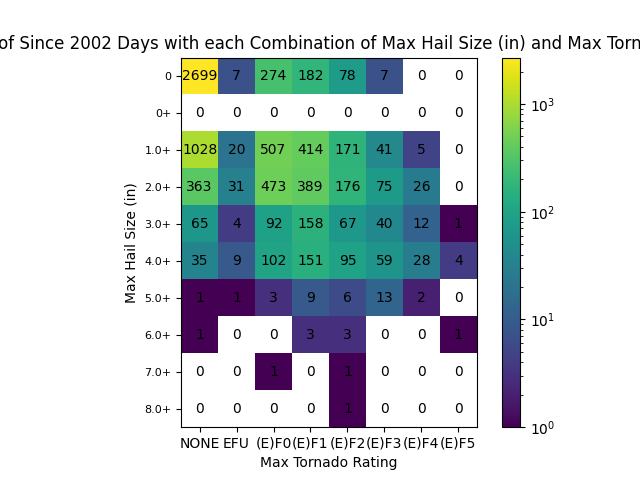 of Since 2002 Days with each Combination of Max Hail Size (in) and Max Torn
0 2699 7 274 182 78 7 0 0
0+ 0 0 0 0 0 0 0 0
1.0+ 1028 20 507 414 171 41 5 0
2.0+ 363 31 473 389 176 75 26 0
3.0+ 65 4 92 158 67 40 12 1
4.0+ 35 9 102 151 95 59 28 4
5.0+ 1 1 3 9 6 13 2 0
6.0+ 1 0 0 3 3 0 0 1
7.0+ 0 0 1 0 1 0 0 0
8.0+ 0 0 0 0 1 0 0 0
NONE EFU (E)F0 (E)F1 (E)F2 (E)F3 (E)F4 (E)F5
Max Tornado Rating
Max Hail Size (in)
10³
10²
10¹
10⁰